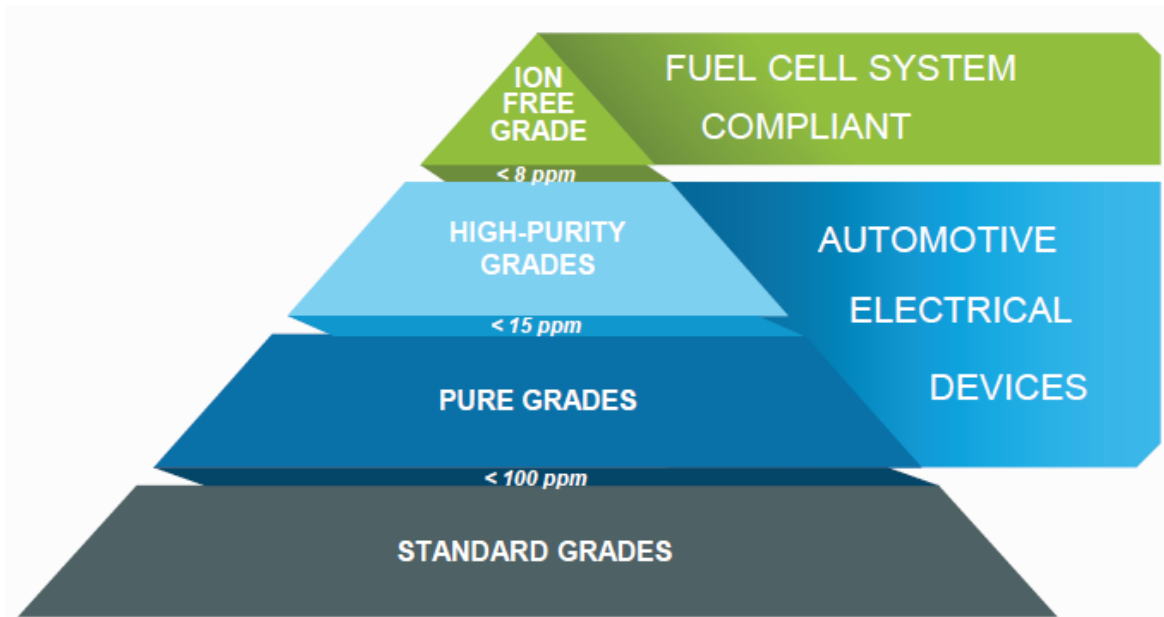 ION
FREE
GRADE
FUEL CELL SYSTEM
COMPLIANT
< 8 ppm
HIGH-PURITY
GRADES
AUTOMOTIVE
ELECTRICAL
DEVICES
< 15 ppm
PURE GRADES
< 100 ppm
STANDARD GRADES